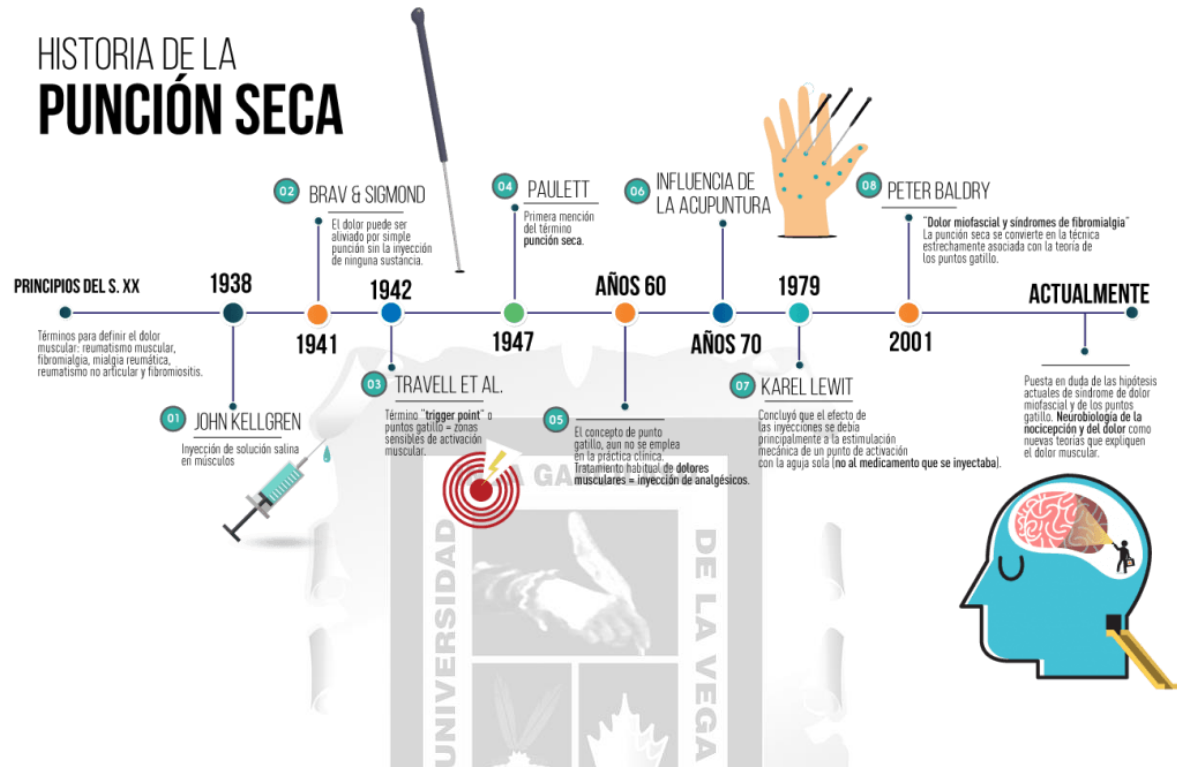 HISTORIA DE LA
PUNCIÓN SECA
PRINCIPIOS DEL S. XX
Términos para definir el dolor
muscular: reumatismo muscular,
fibromialgia, mialgia reumática,
reumatismo no articular y fibromiositis.
1938
01 JOHN KELLGREN
Inyección de solución salina
en músculos
02 BRAV & SIGMOND
El dolor puede ser
aliviado por simple
punción sin la inyección
de ninguna sustancia.
1941
1942
03 TRAVELL ET AL.
Término "trigger point" o
puntos gatillo = zonas
sensibles de activación
muscular.
04 PAULETT
Primera mención
del término
punción seca.
1947
AÑOS 60
05
El concepto de punto
gatillo, aun no se emplea
en la práctica clínica.
Tratamiento habitual de dolores
musculares = inyección de analgésicos.
06 INFLUENCIA DE
LA ACUPUNTURA
AÑOS 70
1979
07 KAREL LEWIT
Concluyó que el efecto de
las inyecciones se debía
principalmente a la estimulación
mecánica de un punto de activación
con la aguja sola (no al medicamento que se inyectaba).
08 PETER BALDRY
"Dolor miofascial y síndromes de fibromialgia"
La punción seca se convierte en la técnica
estrechamente asociada con la teoría de
los puntos gatillo.
2001
ACTUALMENTE
Puesta en duda de las hipótesis
actuales de síndrome de dolor
miofascial y de los puntos
gatillo. Neurobiología de la
nocicepción y del dolor como
nuevas teorías que expliquen
el dolor muscular.
UNIVERSIDAD
DE LA VEGA